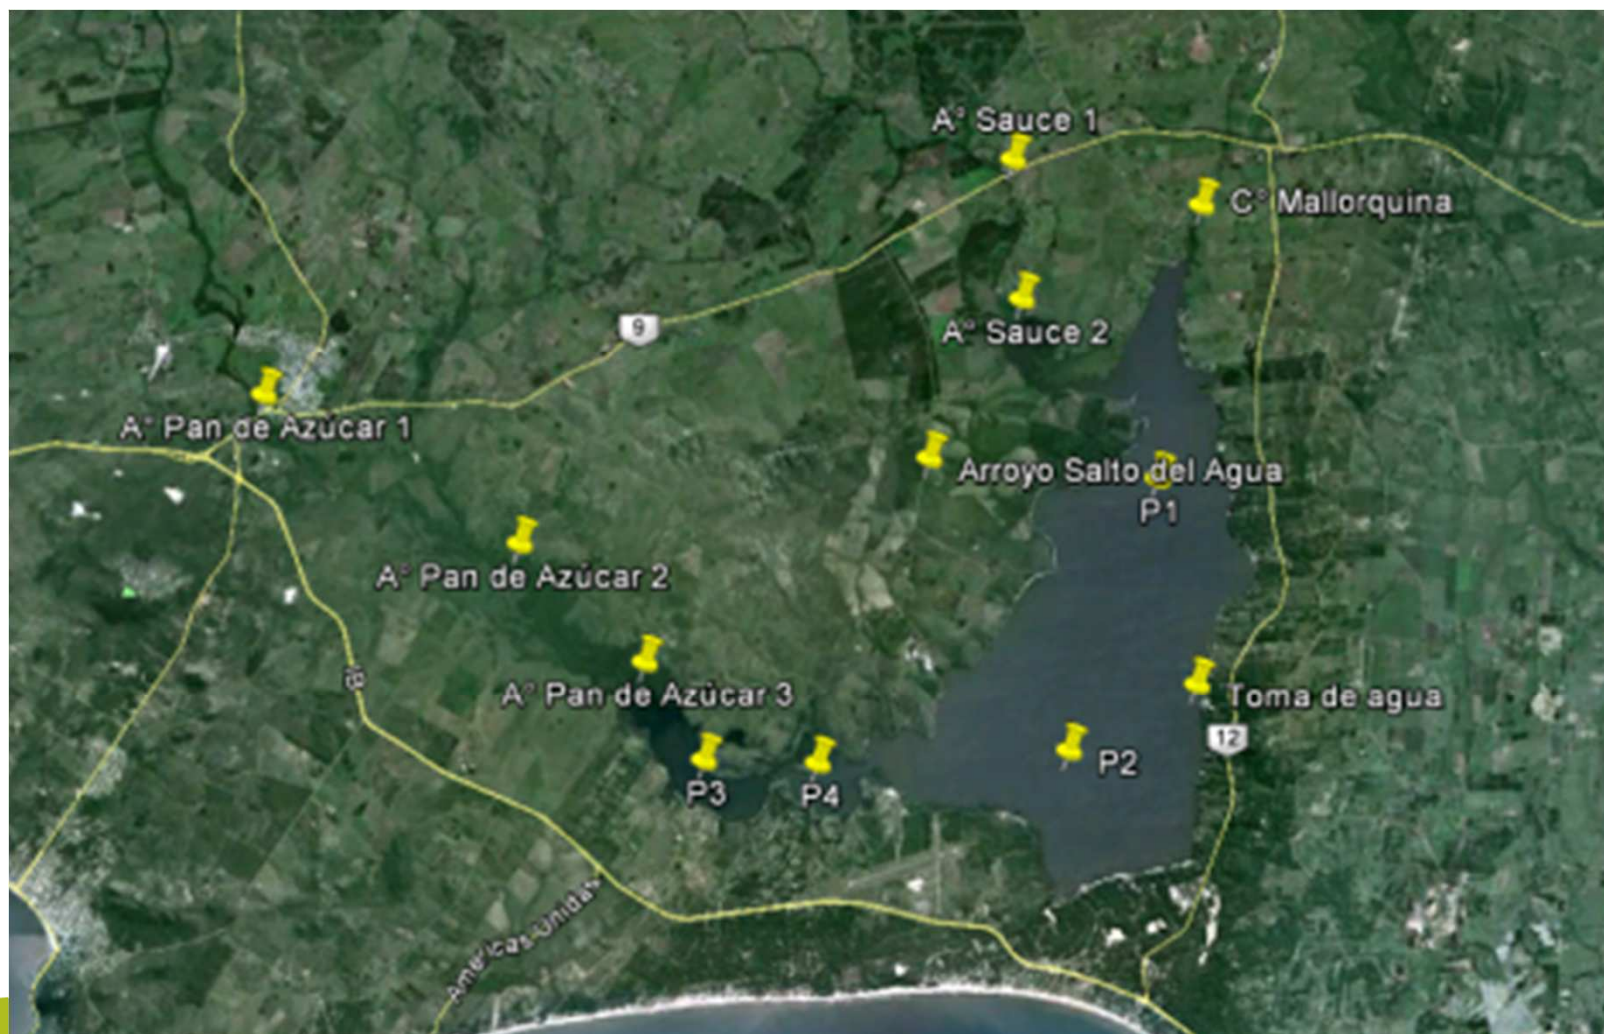 A° Sauce 1
C° Mallorquina
9
A° Sauce 2
A° Pan de Azúcar 1
Arroyo Salto del Agua
P1
A° Pan de Azúcar 2
A° Pan de Azúcar 3
Toma de agua
12
P2
P3
P4
Américas Unidas